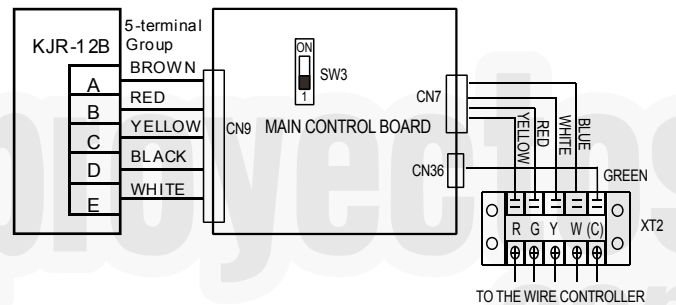 KJR-12B
5-terminal
Group
A
B
C
D
E
BROWN
RED
YELLOW
BLACK
WHITE
CN9
ON
1
SW3
MAIN CONTROL BOARD
CN7
CN36
YELLOW
RED
WHITE
BLUE
GREEN
R G Y W (C)
XT2
TO THE WIRE CONTROLLER
proyectos